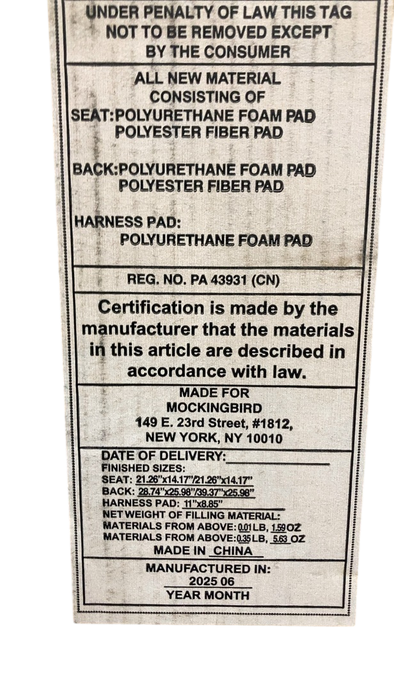 UNDER PENALTY OF LAW THIS TAG
NOT TO BE REMOVED EXCEPT
BY THE CONSUMER
ALL NEW MATERIAL
CONSISTING OF
SEAT:POLYURETHANE FOAM PAD
POLYESTER FIBER PAD
BACK:POLYURETHANE FOAM PAD
POLYESTER FIBER PAD
HARNESS PAD:
POLYURETHANE FOAM PAD
REG. NO. PA 43931 (CN)
Certification is made by the
manufacturer that the materials
in this article are described in
accordance with law.
MADE FOR
MOCKINGBIRD
149 E. 23rd Street, #1812,
NEW YORK, NY 10010
DATE OF DELIVERY:
FINISHED SIZES:
SEAT: 21.26"x14.17"/21.26"x14.17"
BACK: 28.74"x25.98"/39.37"x25.98"
HARNESS PAD: 11"x8.85"
NET WEIGHT OF FILLING MATERIAL:
MATERIALS FROM ABOVE:0.01LB, 1.59OZ
MATERIALS FROM ABOVE:0.35LB, 5.63 OZ
MADE IN CHINA
MANUFACTURED IN:
2025 06
YEAR MONTH